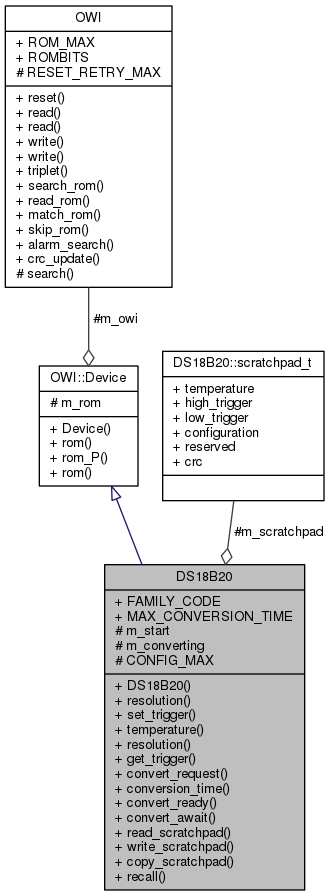 OWI
+ ROM_MAX
+ ROMBITS
# RESET_RETRY_MAX
+ reset()
+ read()
+ read()
+ write()
+ write()
+ triplet()
+ search_rom()
+ read_rom()
+ match_rom()
+ skip_rom()
+ alarm_search()
+ crc_update()
# search()
#m_owi
OWI::Device
# m_rom
+ Device()
+ rom()
+ rom_P()
+ rom()
DS18B20::scratchpad_t
+ temperature
+ high_trigger
+ low_trigger
+ configuration
+ reserved
+ crc
#m_scratchpad
DS18B20
+ FAMILY_CODE
+ MAX_CONVERSION_TIME
# m_start
# m_converting
# CONFIG_MAX
+ DS18B20()
+ resolution()
+ set_trigger()
+ temperature()
+ resolution()
+ get_trigger()
+ convert_request()
+ conversion_time()
+ convert_ready()
+ convert_await()
+ read_scratchpad()
+ write_scratchpad()
+ copy_scratchpad()
+ recall()